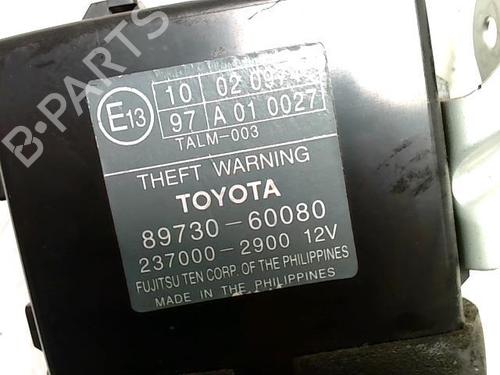 B-PARTS
E13
10 02 09
97 A 01 0027
TALM-003
THEFT WARNING
TOYOTA
89730-60080
237000-2900 12V
FUJITSU TEN CORP. OF THE PHILIPPINES
MADE IN THE PHILIPPINES